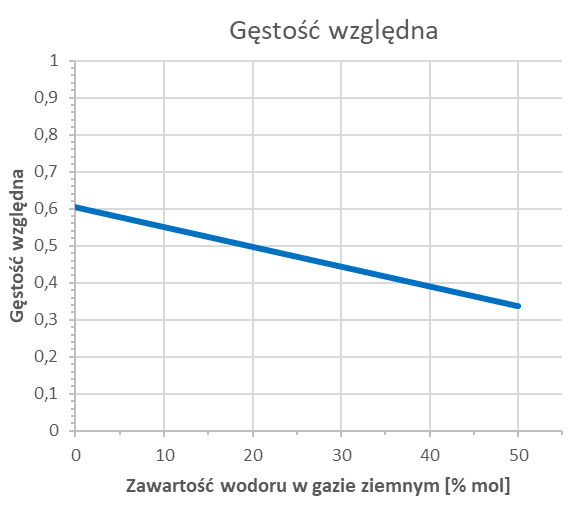 Gęstość względna
1
0,9
0,8
0,7
0,6
0,5
0,4
0,3
0,2
0,1
0
Gęstość względna
0 10 20 30 40 50
Zawartość wodoru w gazie ziemnym [% mol]